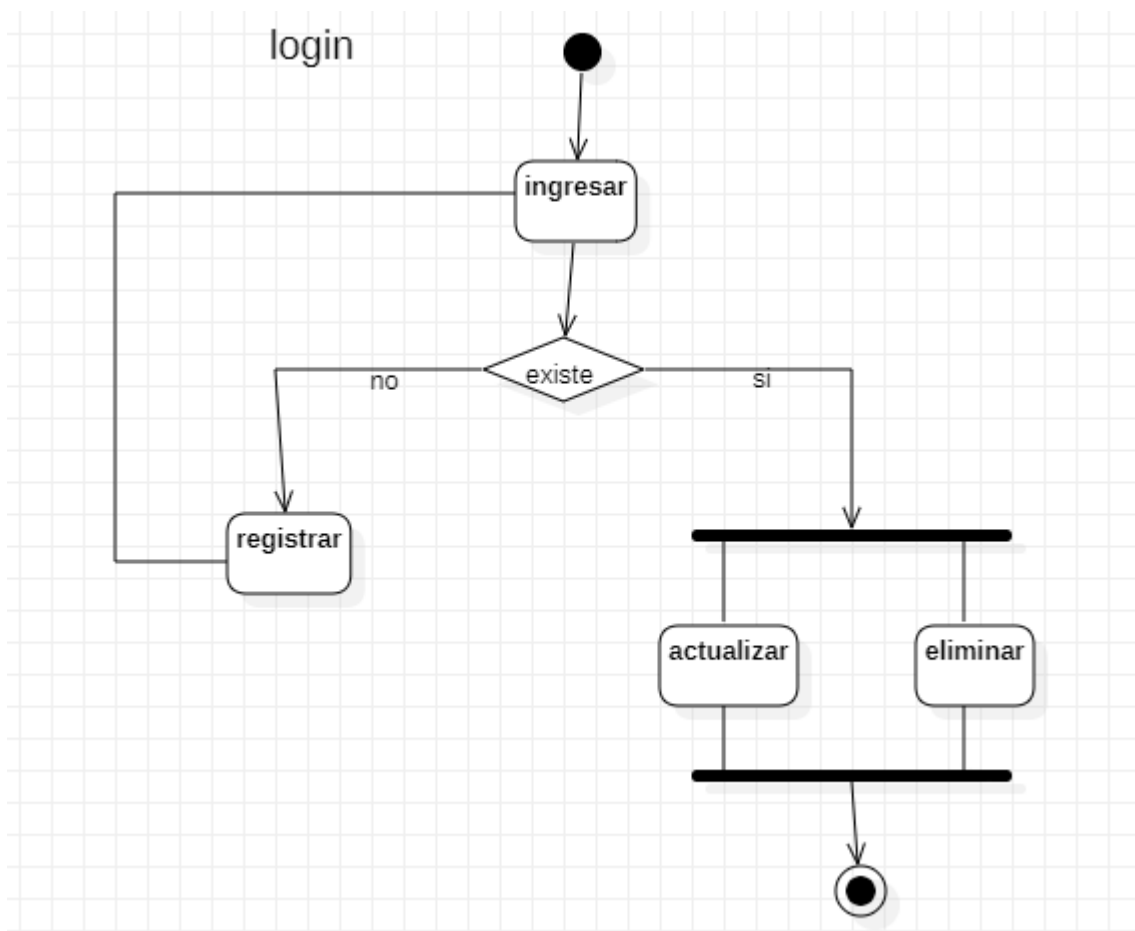 login
ingresar
existe
no
si
registrar
actualizar
eliminar